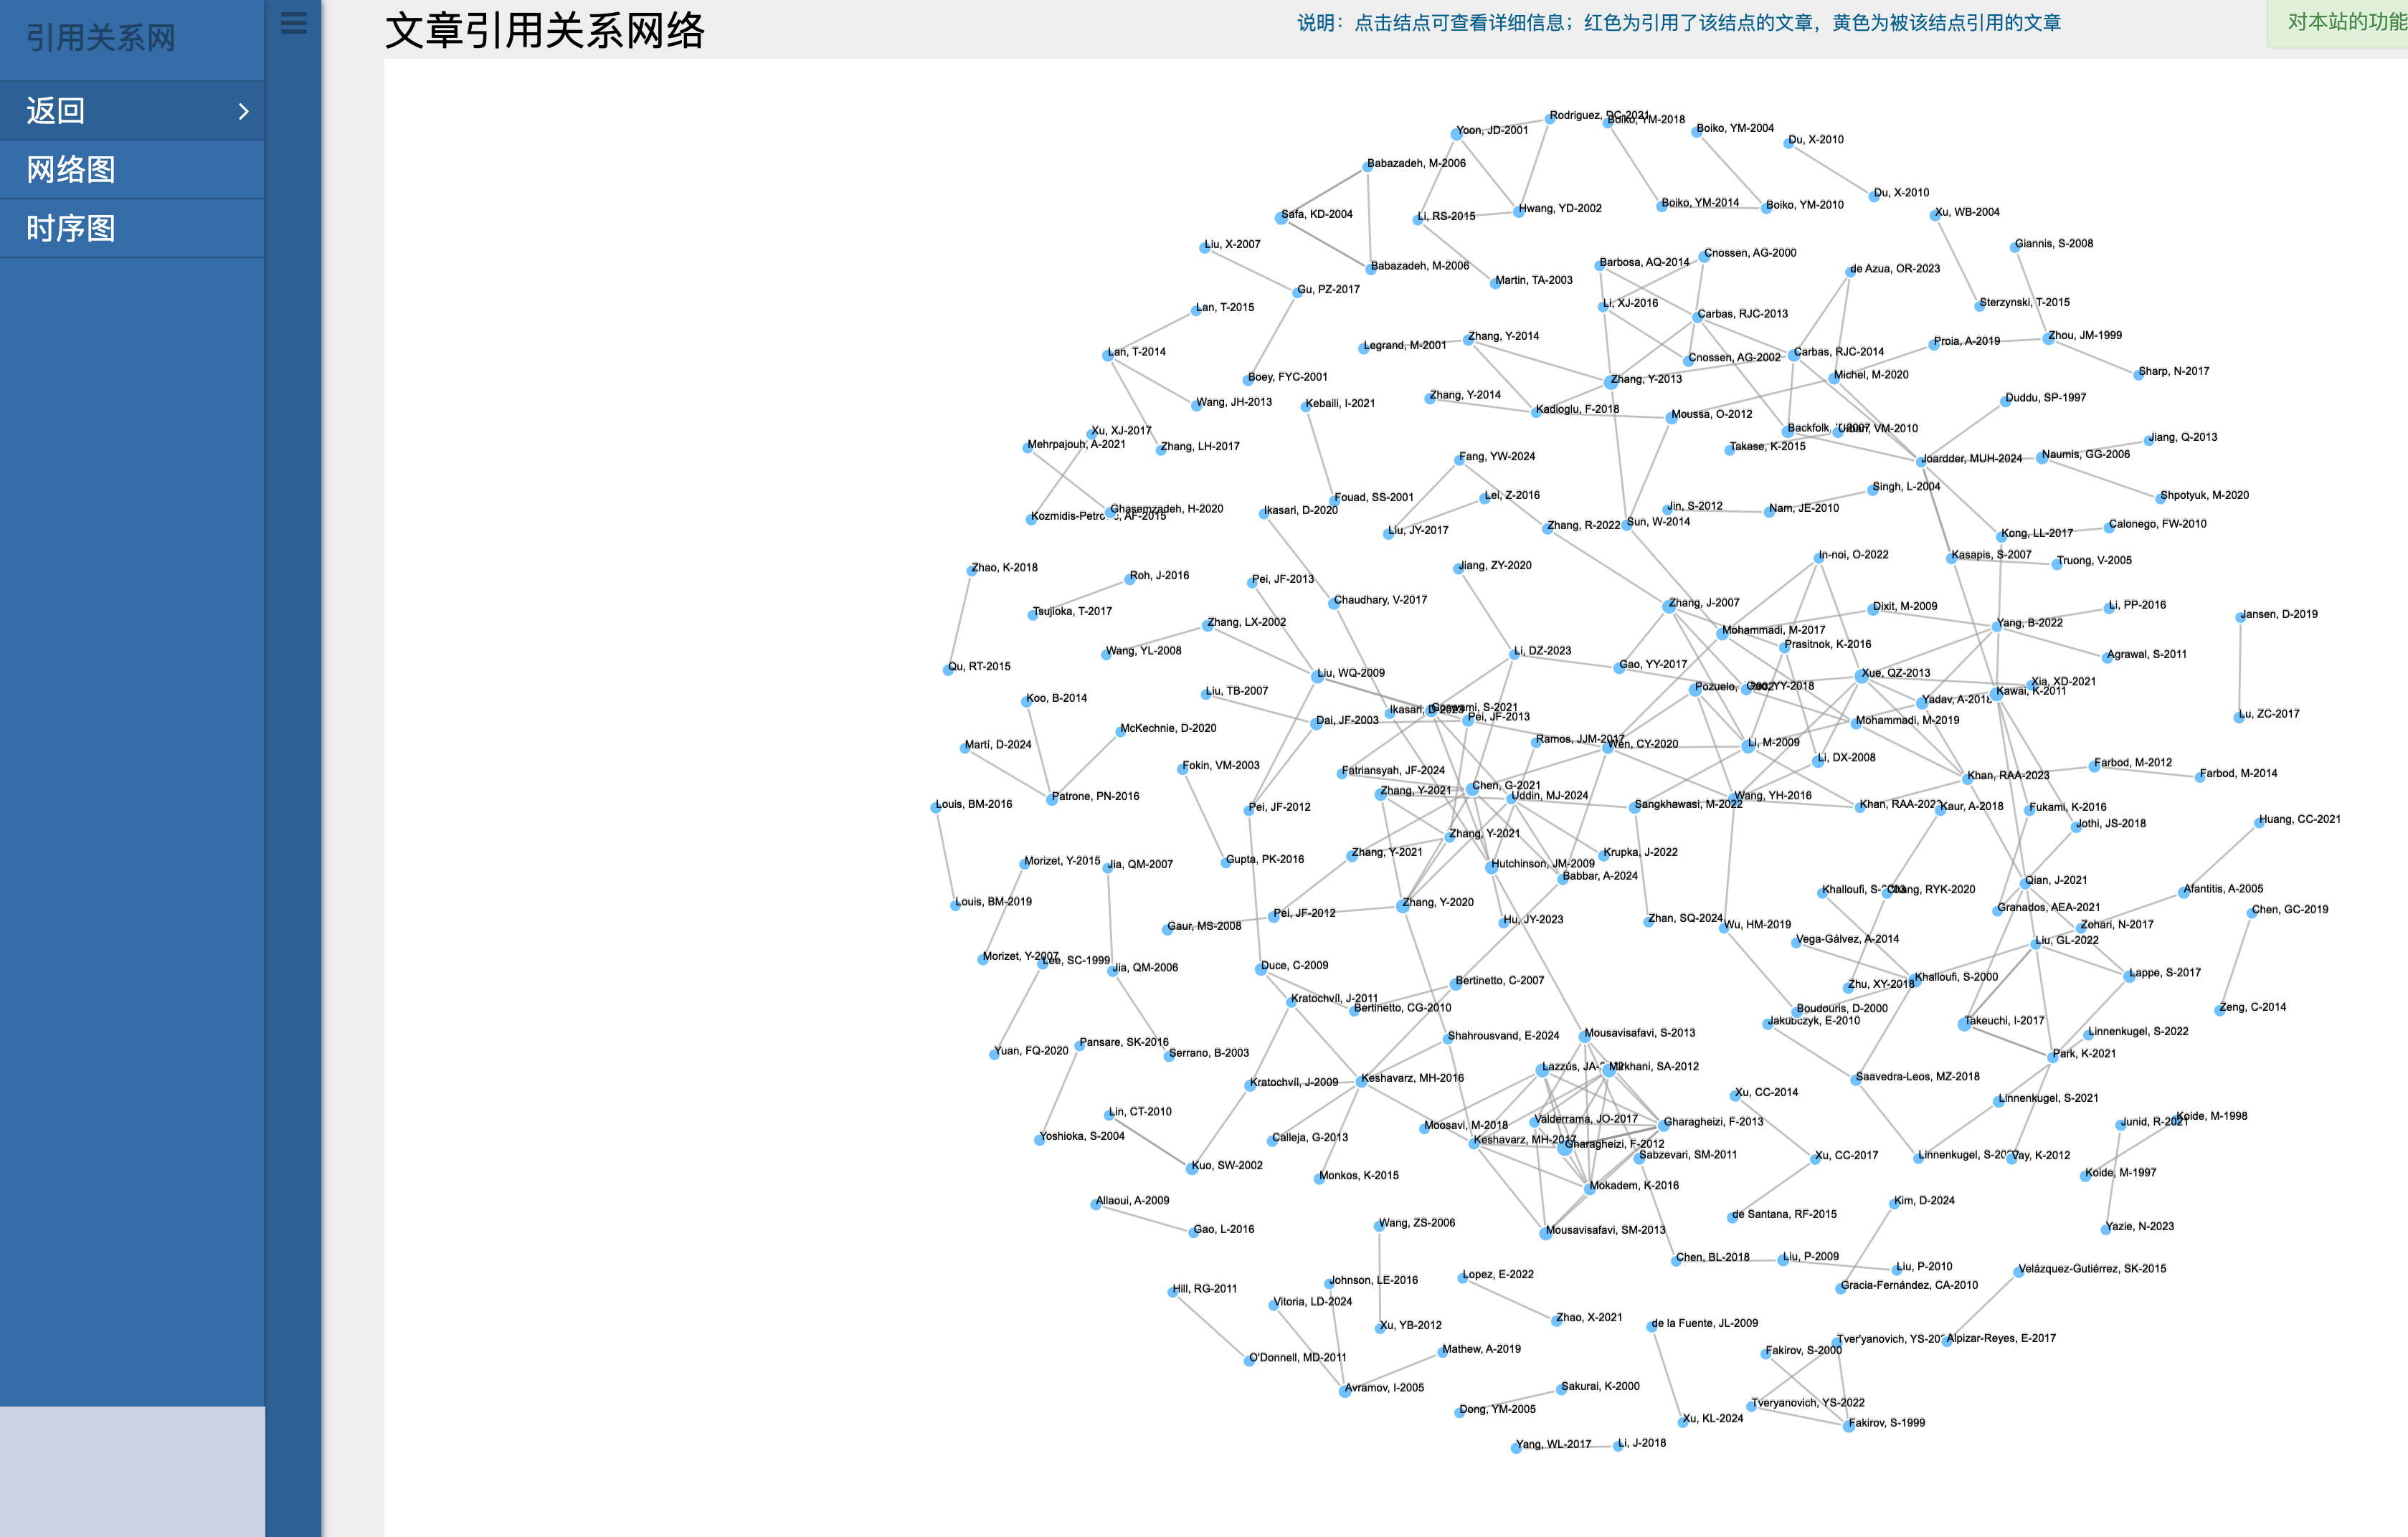 引用关系网
返回
网络图
时序图
文章引用关系网络
说明：点击结点可查看详细信息；红色为引用了该结点的文章，黄色为被该结点引用的文章
对本站的功能
Rodriguez, DC-2021
Boiko, YM-2018
Yoon, JD-2001
Boiko, YM-2004
Du, X-2010
Babazadeh, M-2006
Du, X-2010
Safa, KD-2004
Li, RS-2015
Hwang, YD-2002
Boiko, YM-2014
Boiko, YM-2010
Xu, WB-2004
Liu, X-2007
Giannis, S-2008
Babazadeh, M-2006
Barbosa, AQ-2014
Cnossen, AG-2000
de Azua, OR-2023
Gu, PZ-2017
Martin, TA-2003
Lan, T-2015
Li, XJ-2016
Carbas, RJC-2013
Sterzynski, T-2015
Lan, T-2014
Legrand, M-2001
Zhang, Y-2014
Cnossen, AG-2002
Carbas, RJC-2014
Proia, A-2019
Zhou, JM-1999
Boey, FYC-2001
Zhang, Y-2013
Michel, M-2020
Sharp, N-2017
Wang, JH-2013
Kebaili, I-2021
Zhang, Y-2014
Kadioglu, F-2018
Moussa, O-2012
Duddu, SP-1997
Xu, XJ-2017
Mehrpajouh, A-2021
Zhang, LH-2017
Backfolk,
VM-2010
Takase, K-2015
Jiang, Q-2013
Fang, YW-2024
Joardder, MUH-2024
Naumis, GG-2006
Kozmidis-Petro
AF-2015
Ghasemzadeh, H-2020
Ikasari, D-2020
Fouad, SS-2001
Lei, Z-2016
Singh, L-2004
Shpotyuk, M-2020
Liu, JY-2017
Zhang, R-2022
Sun, W-2014
Jin, S-2012
Nam, JE-2010
Kong, LL-2017
Calonego, FW-2010
Zhao, K-2018
Roh, J-2016
Pei, JF-2013
Jiang, ZY-2020
In-noi, O-2022
Kasapis, S-2007
Truong, V-2005
Tsujioka, T-2017
Chaudhary, V-2017
Zhang, J-2007
Dixit, M-2009
Li, PP-2016
Jansen, D-2019
Zhang, LX-2002
Mohammadi, M-2017
Yang, B-2022
Wang, YL-2008
Li, DZ-2023
Prasitnok, K-2016
Agrawal, S-2011
Qu, RT-2015
Liu, WQ-2009
Gao, YY-2017
Xue, QZ-2013
Xia, XD-2021
Koo, B-2014
Liu, TB-2007
Pozuelo,
YY-2018
Yadav, A-2018
Kawai, K-2011
Ikasari, D-2023
Goswami, S-2021
Pei, JF-2013
Dai, JF-2003
Mohammadi, M-2019
Lu, ZC-2017
McKechnie, D-2020
Martí, D-2024
Ramos, JJM-2017
Wen, CY-2020
Li, M-2009
Li, DX-2008
Fokin, VM-2003
Fatriansyah, JF-2024
Khan, RAA-2023
Farbod, M-2012
Farbod, M-2014
Patrone, PN-2016
Zhang, Y-2021
Chen, G-2021
Uddin, MJ-2024
Wang, YH-2016
Louis, BM-2016
Pei, JF-2012
Sangkhawasi, M-2022
Khan, RAA-202
Kaur, A-2018
Fukami, K-2016
Jothi, JS-2018
Huang, CC-2021
Zhang, Y-2021
Morizet, Y-2015
Jia, QM-2007
Gupta, PK-2016
Zhang, Y-2021
Hutchinson, JM-2009
Krupka, J-2022
Babbar, A-2024
Qian, J-2021
Khalloufi, S-2003
Chang, RYK-2020
Afantitis, A-2005
Louis, BM-2019
Zhang, Y-2020
Granados, AEA-2021
Chen, GC-2019
Gaur, MS-2008
Pei, JF-2012
Hu, JY-2023
Zhan, SQ-2024
Wu, HM-2019
Zohari, N-2017
Vega-Gálvez, A-2014
Liu, GL-2022
Morizet, Y-2007
Lee, SC-1999
Jia, QM-2006
Duce, C-2009
Bertinetto, C-2007
Zhu, XY-2018
Khalloufi, S-2000
Lappe, S-2017
Kratochvíl, J-2011
Bertinetto, CG-2010
Boudouris, D-2000
Zeng, C-2014
Jakubczyk, E-2010
Takeuchi, I-2017
Yuan, FQ-2020
Pansare, SK-2016
Serrano, B-2003
Shahrousvand, E-2024
Mousavisafavi, S-2013
Linnenkugel, S-2022
Park, K-2021
Kratochvíl, J-2009
Keshavarz, MH-2016
Lazzús, JA-
Mirkhani, SA-2012
Saavedra-Leos, MZ-2018
Xu, CC-2014
Linnenkugel, S-2021
Lin, CT-2010
Yoshioka, S-2004
Calleja, G-2013
Moosavi, M-2018
Valderrama, JO-2017
Gharagheizi, F-2013
Junid, R-2021
Koide, M-1998
Keshavarz, MH-2017
Gharagheizi, F-2012
Sabzevari, SM-2011
Xu, CC-2017
Linnenkugel, S-20
Vay, K-2012
Kuo, SW-2002
Monkos, K-2015
Mokadem, K-2016
Koide, M-1997
Allaoui, A-2009
Kim, D-2024
Gao, L-2016
Wang, ZS-2006
Mousavisafavi, SM-2013
de Santana, RF-2015
Yazie, N-2023
Chen, BL-2018
Liu, P-2009
Liu, P-2010
Velázquez-Gutiérrez, SK-2015
Hill, RG-2011
Johnson, LE-2016
Lopez, E-2022
Gracia-Fernández, CA-2010
Vitoria, LD-2024
Xu, YB-2012
Zhao, X-2021
de la Fuente, JL-2009
Tver'yanovich, YS-20
Alpizar-Reyes, E-2017
O'Donnell, MD-2011
Mathew, A-2019
Fakirov, S-2000
Avramov, I-2005
Sakurai, K-2000
Dong, YM-2005
Tveryanovich, YS-2022
Xu, KL-2024
Fakirov, S-1999
Yang, WL-2017
Li, J-2018